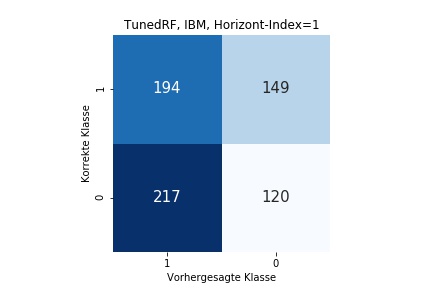 TunedRF, IBM, Horizont-Index=1
Korrekte Klasse
1
194
149
0
217
120
1
0
Vorhergesagte Klasse